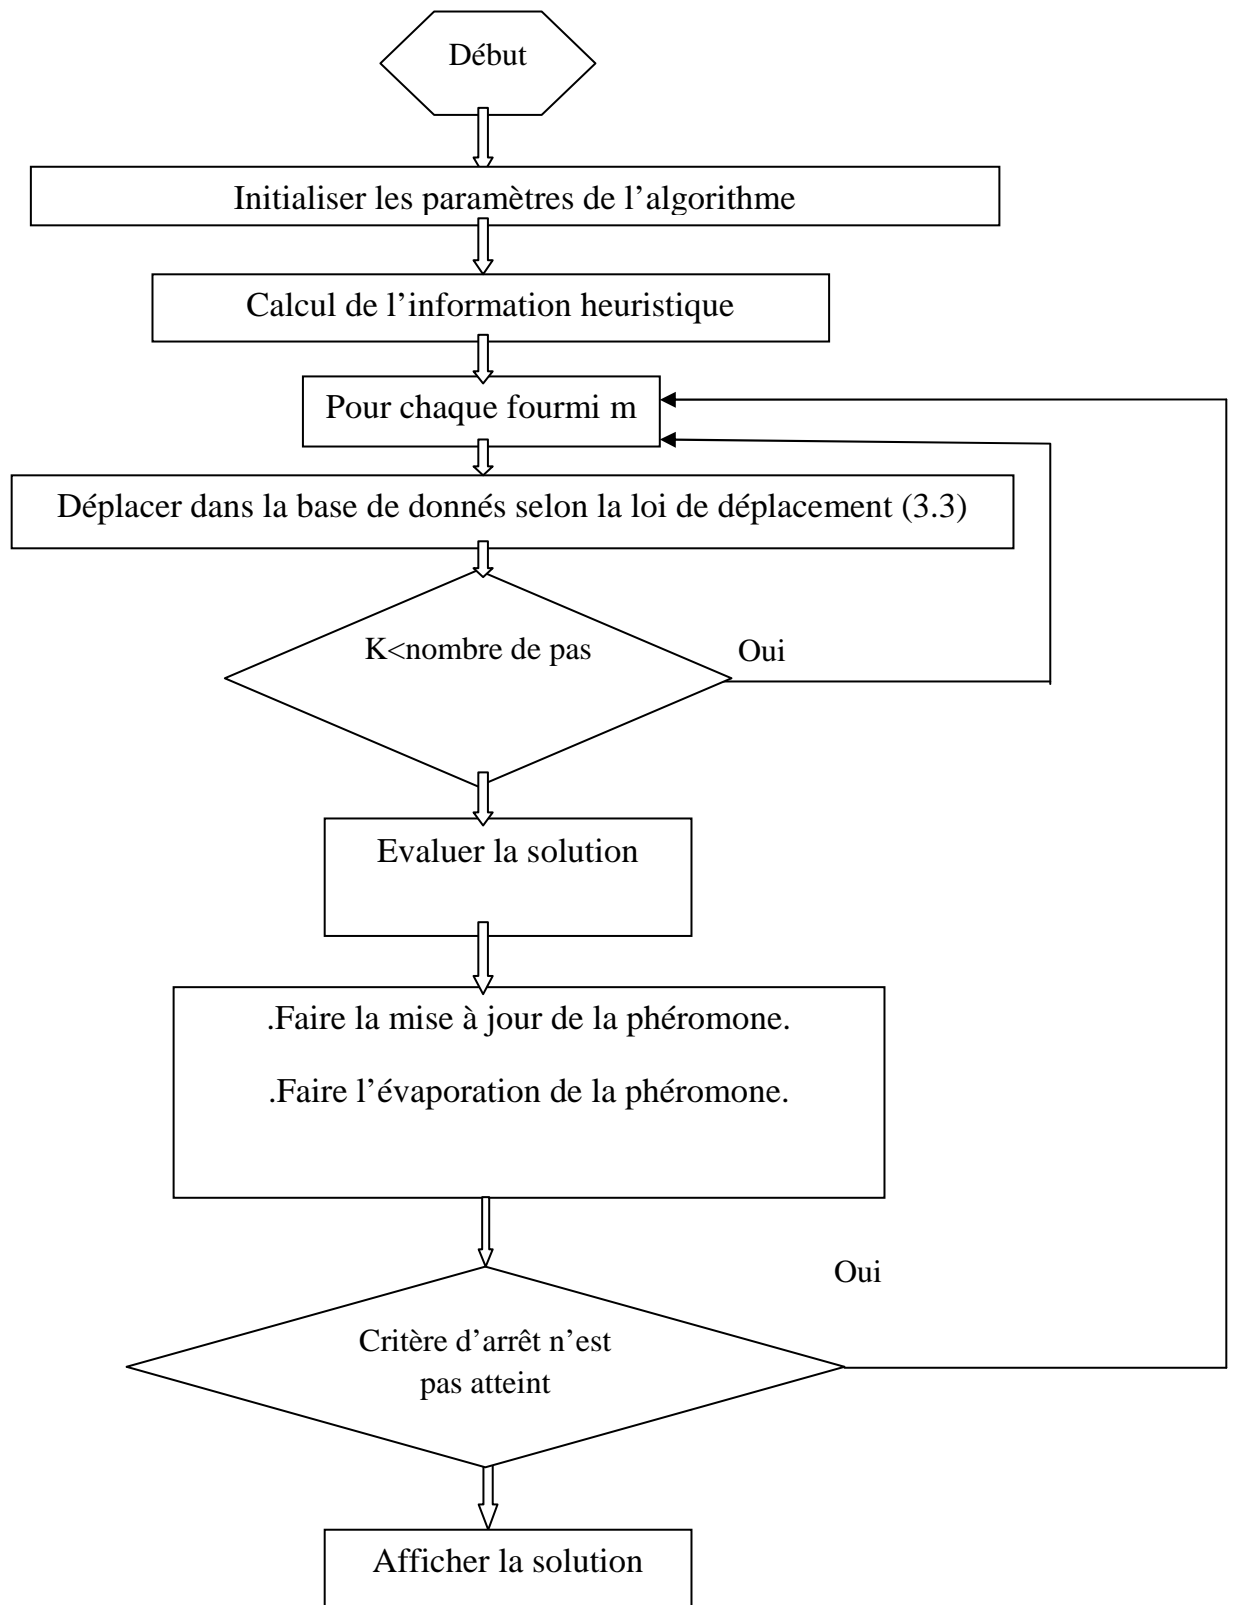 Début
Initialiser les paramètres de l’algorithme
Calcul de l’information heuristique
Pour chaque fourmi m
Déplacer dans la base de donnés selon la loi de déplacement (3.3)
K<nombre de pas
Oui
Evaluer la solution
.Faire la mise à jour de la phéromone.
.Faire l’évaporation de la phéromone.
Oui
Critère d’arrêt n’est
pas atteint
Afficher la solution